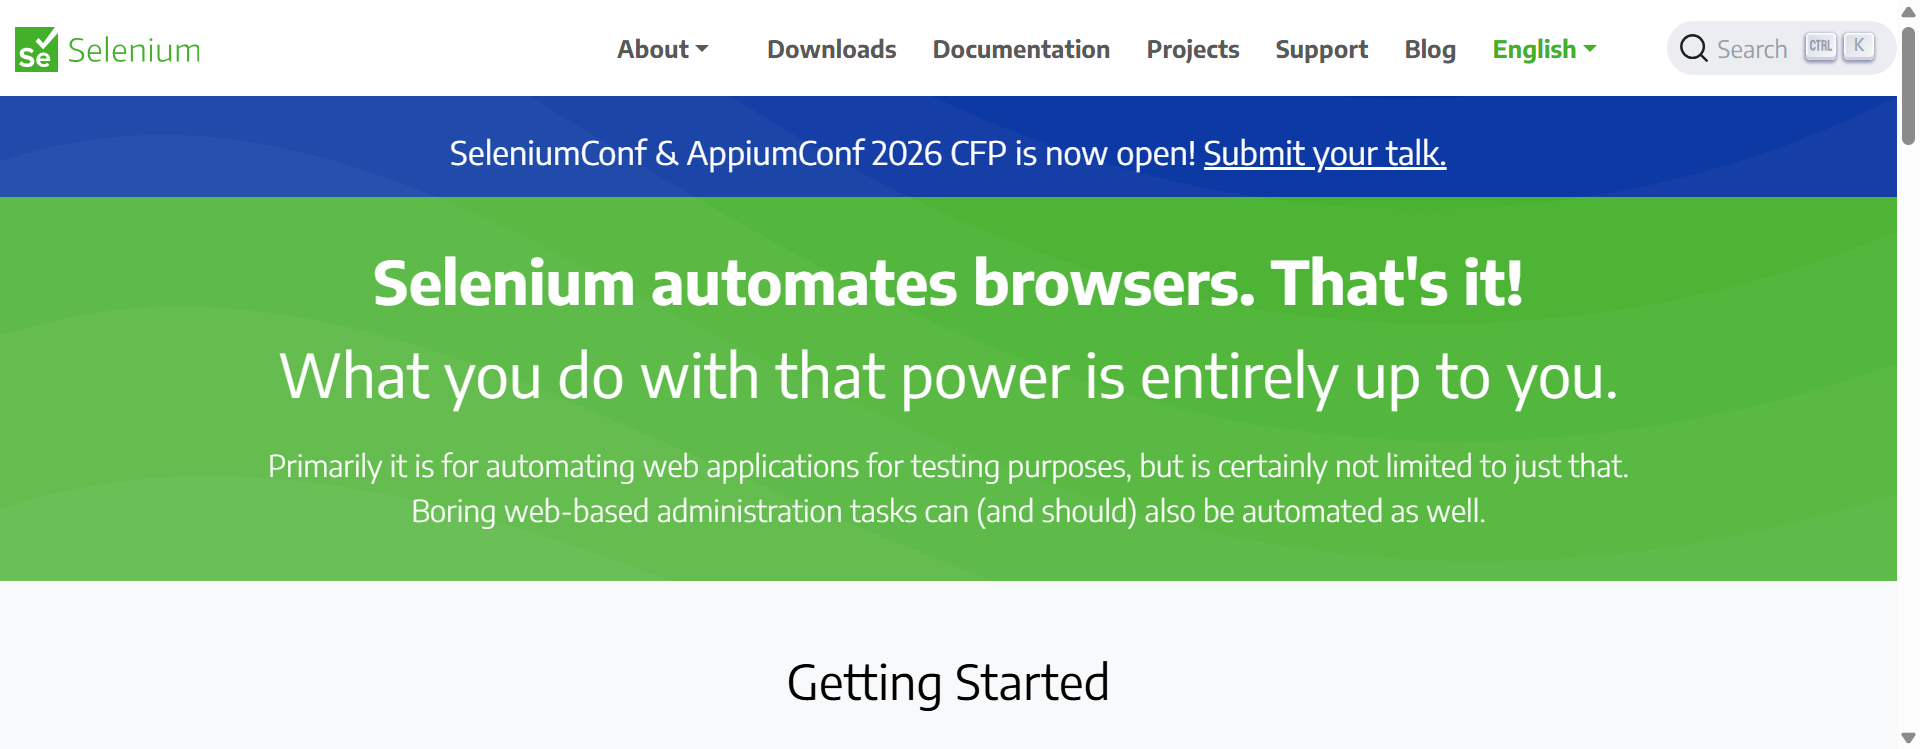 Se Selenium
About Downloads Documentation Projects Support Blog English Search CTRL K
SeleniumConf & AppiumConf 2026 CFP is now open! Submit your talk.
Selenium automates browsers. That's it!
What you do with that power is entirely up to you.
Primarily it is for automating web applications for testing purposes, but is certainly not limited to just that.
Boring web-based administration tasks can (and should) also be automated as well.
Getting Started